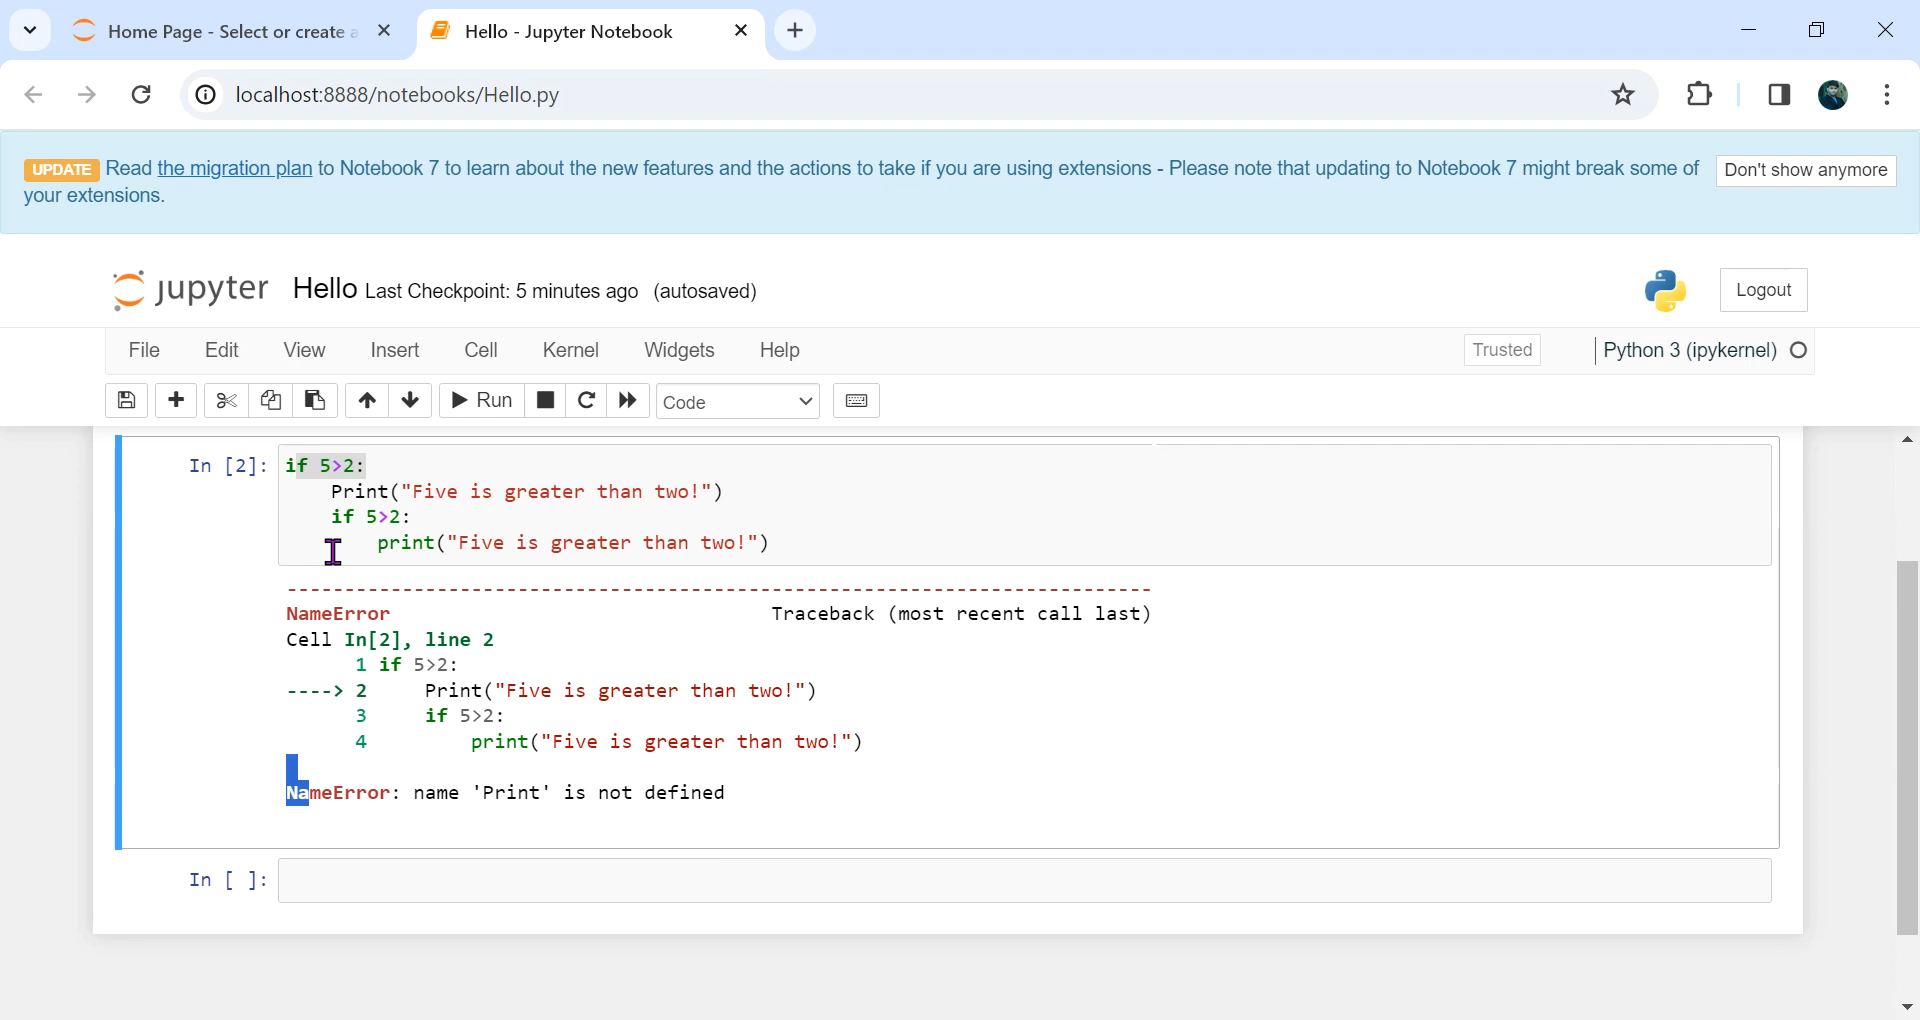 Home Page - Select or create a
Hello - Jupyter Notebook
localhost:8888/notebooks/Hello.py
UPDATE Read the migration plan to Notebook 7 to learn about the new features and the actions to take if you are using extensions - Please note that updating to Notebook 7 might break some of your extensions.
Don't show anymore
jupyter Hello Last Checkpoint: 5 minutes ago (autosaved)
Logout
File Edit View Insert Cell Kernel Widgets Help
Trusted Python 3 (ipykernel)
Run
Code
In [2]: if 5>2:
    Print("Five is greater than two!")
    if 5>2:
        print("Five is greater than two!")
---------------------------------------------------------------------------
NameError                                 Traceback (most recent call last)
Cell In[2], line 2
      1 if 5>2:
----> 2     Print("Five is greater than two!")
      3     if 5>2:
      4         print("Five is greater than two!")
NameError: name 'Print' is not defined
In [ ]: